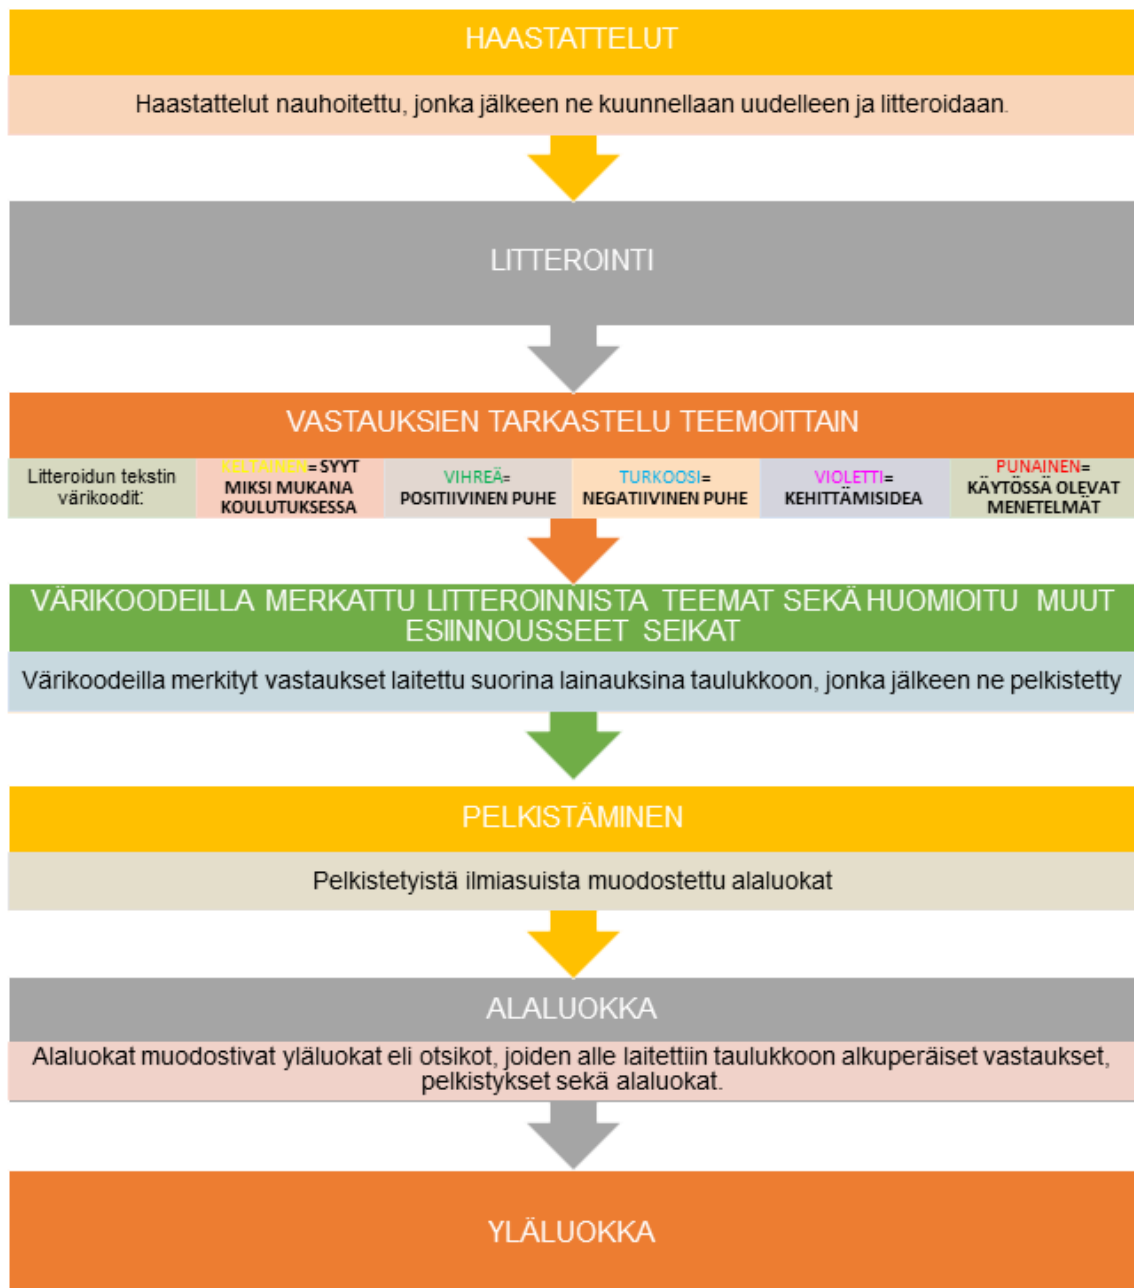 HAASTATTELUT
Haastattelut nauhoitettu, jonka jälkeen ne kuunnellaan uudelleen ja litteroidaan.
LITTEROINTI
VASTAUKSIEN TARKASTELU TEEMOITTAIN
Litteroidun tekstin
värikoodit:
KELTAINEN= SYYT
MIKSI MUKANA
KOULUTUKSESSA
VIHREÄ=
POSITIIVINEN PUHE
TURKOOSI=
NEGATIIVINEN PUHE
VIOLETTI=
KEHITTÄMISIDEA
PUNAINEN=
KÄYTÖSSÄ OLEVAT
MENETELMÄT
VÄRIKOODEILLA MERKATTU LITTEROINNISTA TEEMAT SEKÄ HUOMIOITU MUUT
ESIINNOUSSEET SEIKAT
Värikoodeilla merkityt vastaukset laitettu suorina lainauksina taulukkoon, jonka jälkeen ne pelkistetty
PELKISTÄMINEN
Pelkistetyistä ilmiasuista muodostettu alaluokat
ALALUOKKA
Alaluokat muodostivat yläluokat eli otsikot, joiden alle laitettiin taulukkoon alkuperäiset vastaukset,
pelkistykset sekä alaluokat.
YLÄLUOKKA